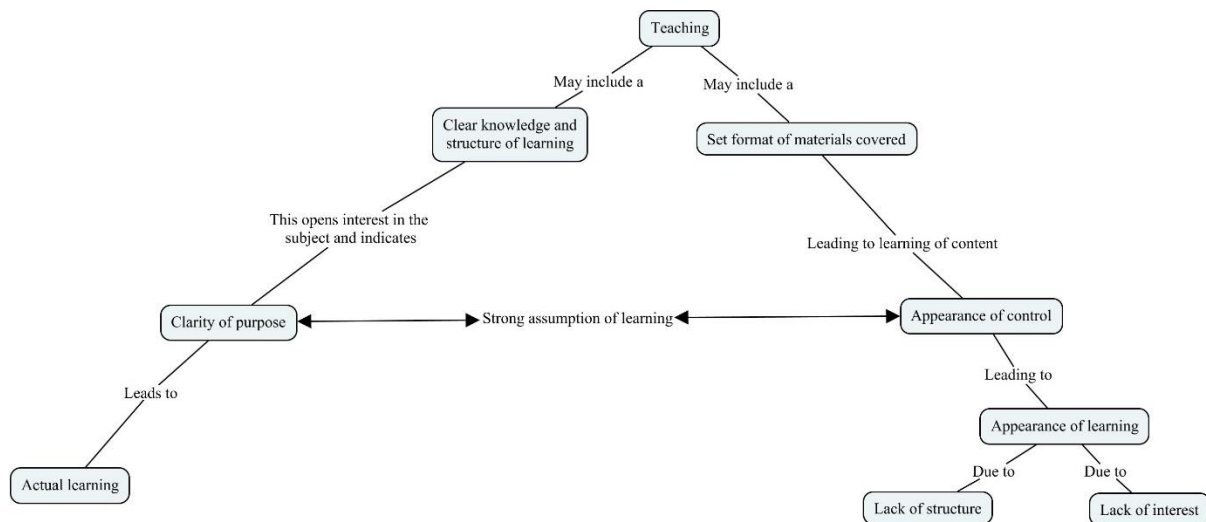 Teaching
May include a
May include a
Clear knowledge and
structure of learning
Set format of materials covered
This opens interest in the
subject and indicates
Leading to learning of content
Clarity of purpose
Strong assumption of learning
Appearance of control
Leads to
Leading to
Appearance of learning
Actual learning
Due to
Due to
Lack of structure
Lack of interest